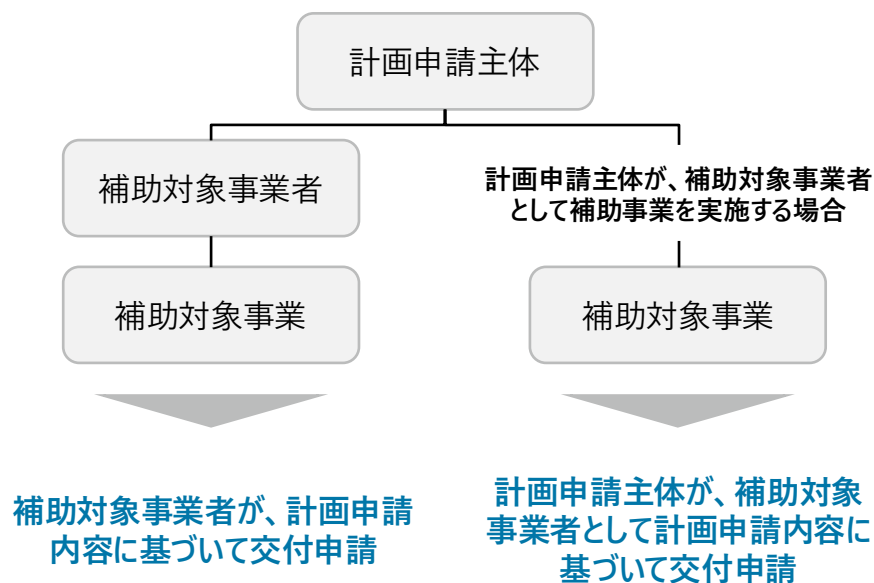 計画申請主体
補助対象事業者
計画申請主体が、補助対象事業者
として補助事業を実施する場合
補助対象事業
補助対象事業
補助対象事業者が、計画申請
内容に基づいて交付申請
計画申請主体が、補助対象
事業者として計画申請内容に
基づいて交付申請